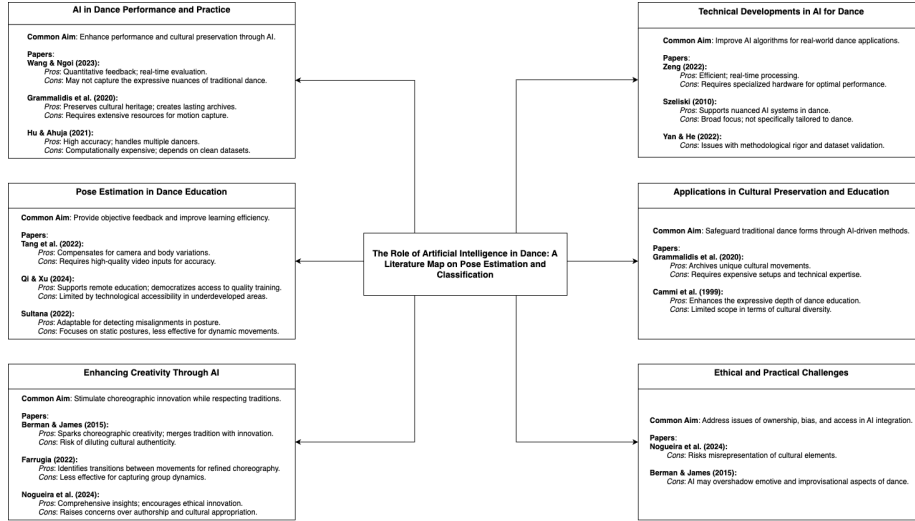 AI in Dance Performance and Practice
Common Aim: Enhance performance and cultural preservation through AI.
Papers:
Wang & Ngoi (2023):
Pros: Quantitative feedback; real-time evaluation.
Cons: May not capture the expressive nuances of traditional dance.
Grammalidis et al. (2020):
Pros: Preserves cultural heritage; creates lasting archives.
Cons: Requires extensive resources for motion capture.
Hu & Ahuja (2021):
Pros: High accuracy; handles multiple dancers.
Cons: Computationally expensive; depends on clean datasets.
Pose Estimation in Dance Education
Common Aim: Provide objective feedback and improve learning efficiency.
Papers:
Tang et al. (2022):
Pros: Compensates for camera and body variations.
Cons: Requires high-quality video inputs for accuracy.
Qi & Xu (2024):
Pros: Supports remote education; democratizes access to quality training.
Cons: Limited by technological accessibility in underdeveloped areas.
Sultana (2022):
Pros: Adaptable for detecting misalignments in posture.
Cons: Focuses on static postures, less effective for dynamic movements.
Enhancing Creativity Through AI
Common Aim: Stimulate choreographic innovation while respecting traditions.
Papers:
Berman & James (2015):
Pros: Sparks choreographic creativity; merges tradition with innovation.
Cons: Risk of diluting cultural authenticity.
Farrugia (2022):
Pros: Identifies transitions between movements for refined choreography.
Cons: Less effective for capturing group dynamics.
Nogueira et al. (2024):
Pros: Comprehensive insights; encourages ethical innovation.
Cons: Raises concerns over authorship and cultural appropriation.
The Role of Artificial Intelligence in Dance: A
Literature Map on Pose Estimation and
Classification
Technical Developments in AI for Dance
Common Aim: Improve AI algorithms for real-world dance applications.
Papers:
Zeng (2022):
Pros: Efficient; real-time processing.
Cons: Requires specialized hardware for optimal performance.
Szeliski (2010):
Pros: Supports nuanced AI systems in dance.
Cons: Broad focus; not specifically tailored to dance.
Yan & He (2022):
Cons: Issues with methodological rigor and dataset validation.
Applications in Cultural Preservation and Education
Common Aim: Safeguard traditional dance forms through AI-driven methods.
Papers:
Grammalidis et al. (2020):
Pros: Archives unique cultural movements.
Cons: Requires expensive setups and technical expertise.
Cammi et al. (1999):
Pros: Enhances the expressive depth of dance education.
Cons: Limited scope in terms of cultural diversity.
Ethical and Practical Challenges
Common Aim: Address issues of ownership, bias, and access in AI integration.
Papers:
Nogueira et al. (2024):
Cons: Risks misrepresentation of cultural elements.
Berman & James (2015):
Cons: AI may overshadow emotive and improvisational aspects of dance.